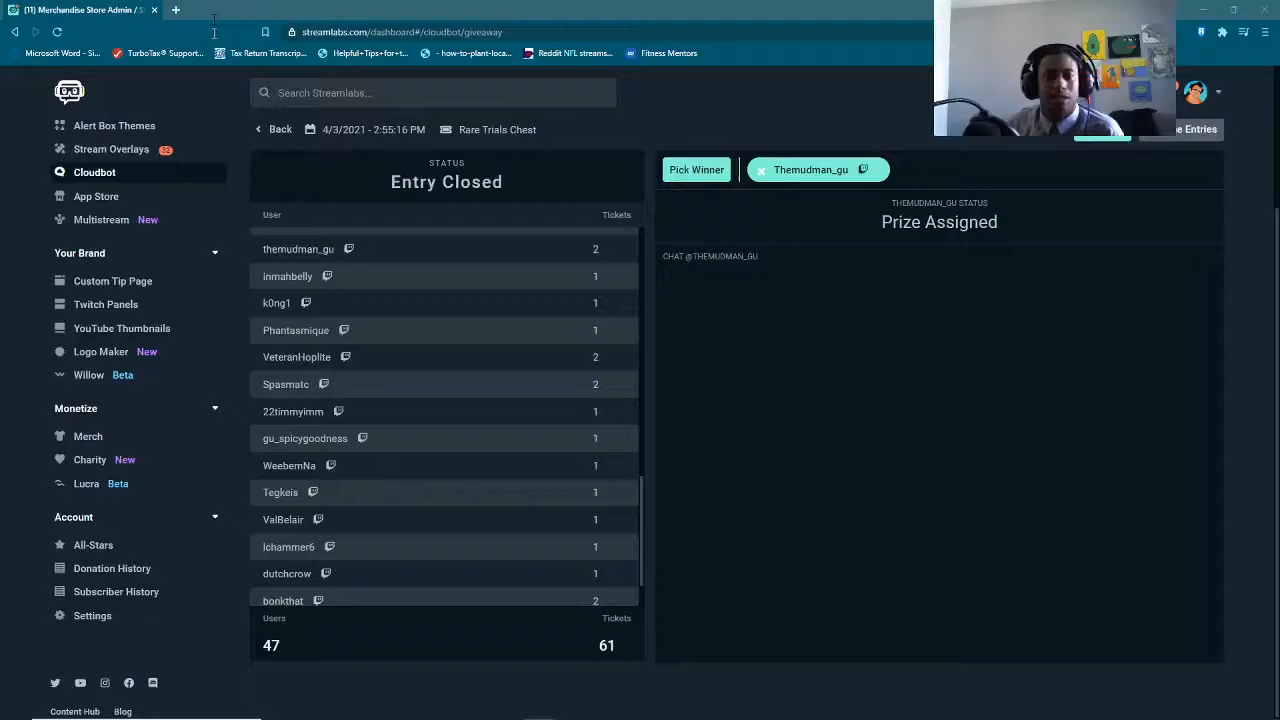 (11) Merchandise Store Admin / S
streamlabs.com/dashboard#/cloudbot/giveaway
Microsoft Word - Si...
TurboTax® Support...
Tax Return Transcrip...
Helpful+Tips+for+t...
- how-to-plant-loca...
Reddit NFL streams...
Fitness Mentors
Search Streamlabs...
Alert Box Themes
Stream Overlays 32
Cloudbot
App Store
Multistream New
Your Brand
Custom Tip Page
Twitch Panels
YouTube Thumbnails
Logo Maker New
Willow Beta
Monetize
Merch
Charity New
Lucra Beta
Account
All-Stars
Donation History
Subscriber History
Settings
Content Hub Blog
Back 4/3/2021 - 2:55:16 PM Rare Trials Chest
Entries
STATUS
Entry Closed
User Tickets
themudman_gu 2
inmahbelly 1
k0ng1 1
Phantasmique 1
VeteranHoplite 2
Spasmatc 2
22timmyimm 1
gu_spicygoodness 1
WeebemNa 1
Tegkeis 1
ValBelair 1
lchammer6 1
dutchcrow 1
bonkthat 2
Users Tickets
47 61
Pick Winner Themudman_gu
THEMUDMAN_GU STATUS
Prize Assigned
CHAT @THEMUDMAN_GU